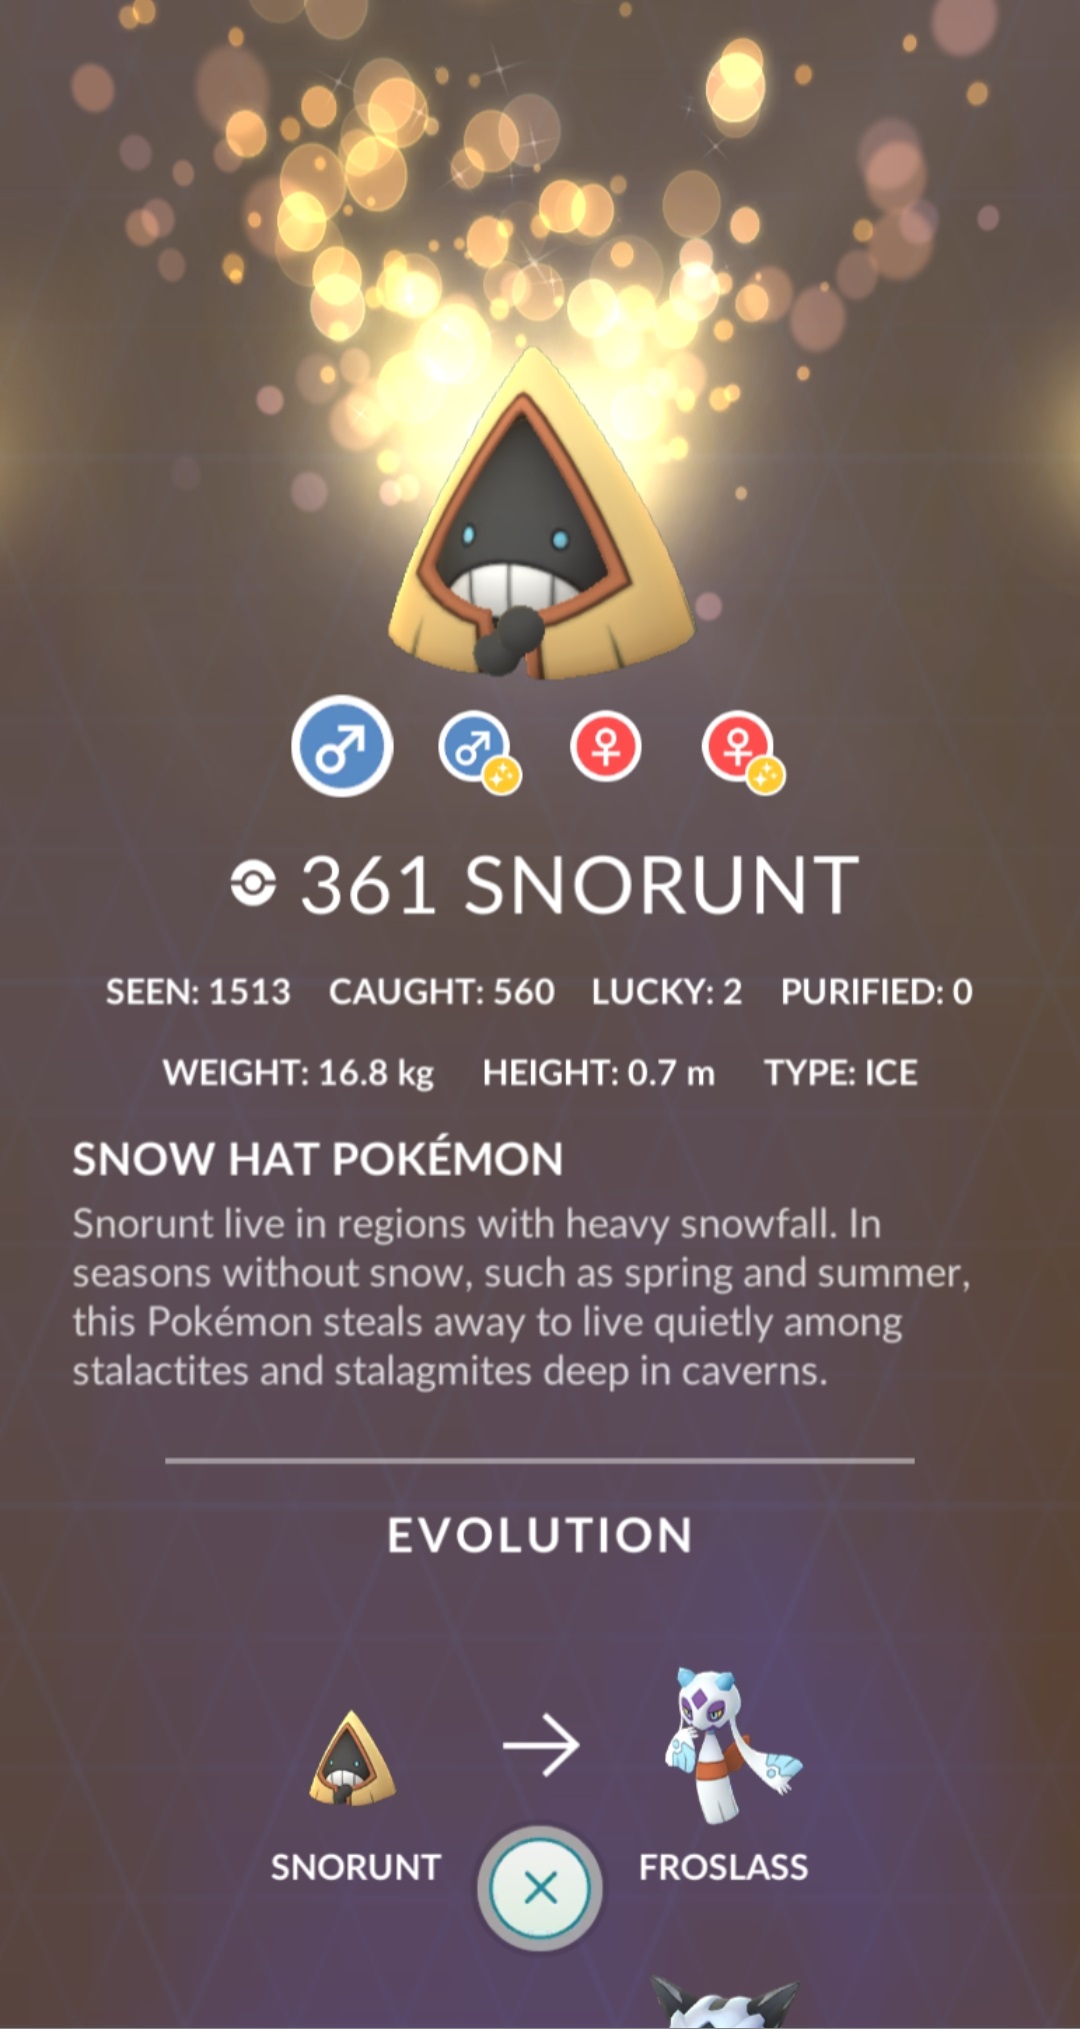 361 SNORUNT
SEEN: 1513 CAUGHT: 560 LUCKY: 2 PURIFIED: 0
WEIGHT: 16.8 kg HEIGHT: 0.7 m TYPE: ICE
SNOW HAT POKÉMON
Snorunt live in regions with heavy snowfall. In
seasons without snow, such as spring and summer,
this Pokémon steals away to live quietly among
stalactites and stalagmites deep in caverns.
EVOLUTION
SNORUNT FROSLASS